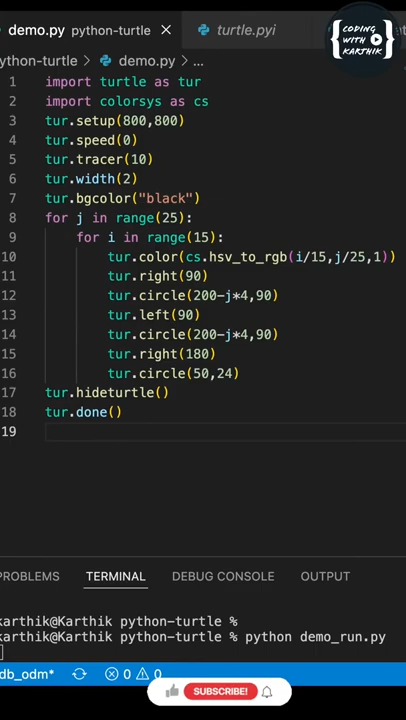 demo.py python-turtle
turtle.pyi
CODING
WITH
KARTHIK
ython-turtle > demo.py > ...
1 import turtle as tur
2 import colorsys as cs
3 tur.setup(800,800)
4 tur.speed(0)
5 tur.tracer(10)
6 tur.width(2)
7 tur.bgcolor("black")
8 for j in range(25):
9     for i in range(15):
10         tur.color(cs.hsv_to_rgb(i/15,j/25,1))
11         tur.right(90)
12         tur.circle(200-j*4,90)
13         tur.left(90)
14         tur.circle(200-j*4,90)
15         tur.right(180)
16         tur.circle(50,24)
17 tur.hideturtle()
18 tur.done()
19
ROBLEMS TERMINAL DEBUG CONSOLE OUTPUT
karthik@Karthik python-turtle %
karthik@Karthik python-turtle % python demo_run.py
db_odm* 0 0
SUBSCRIBE!